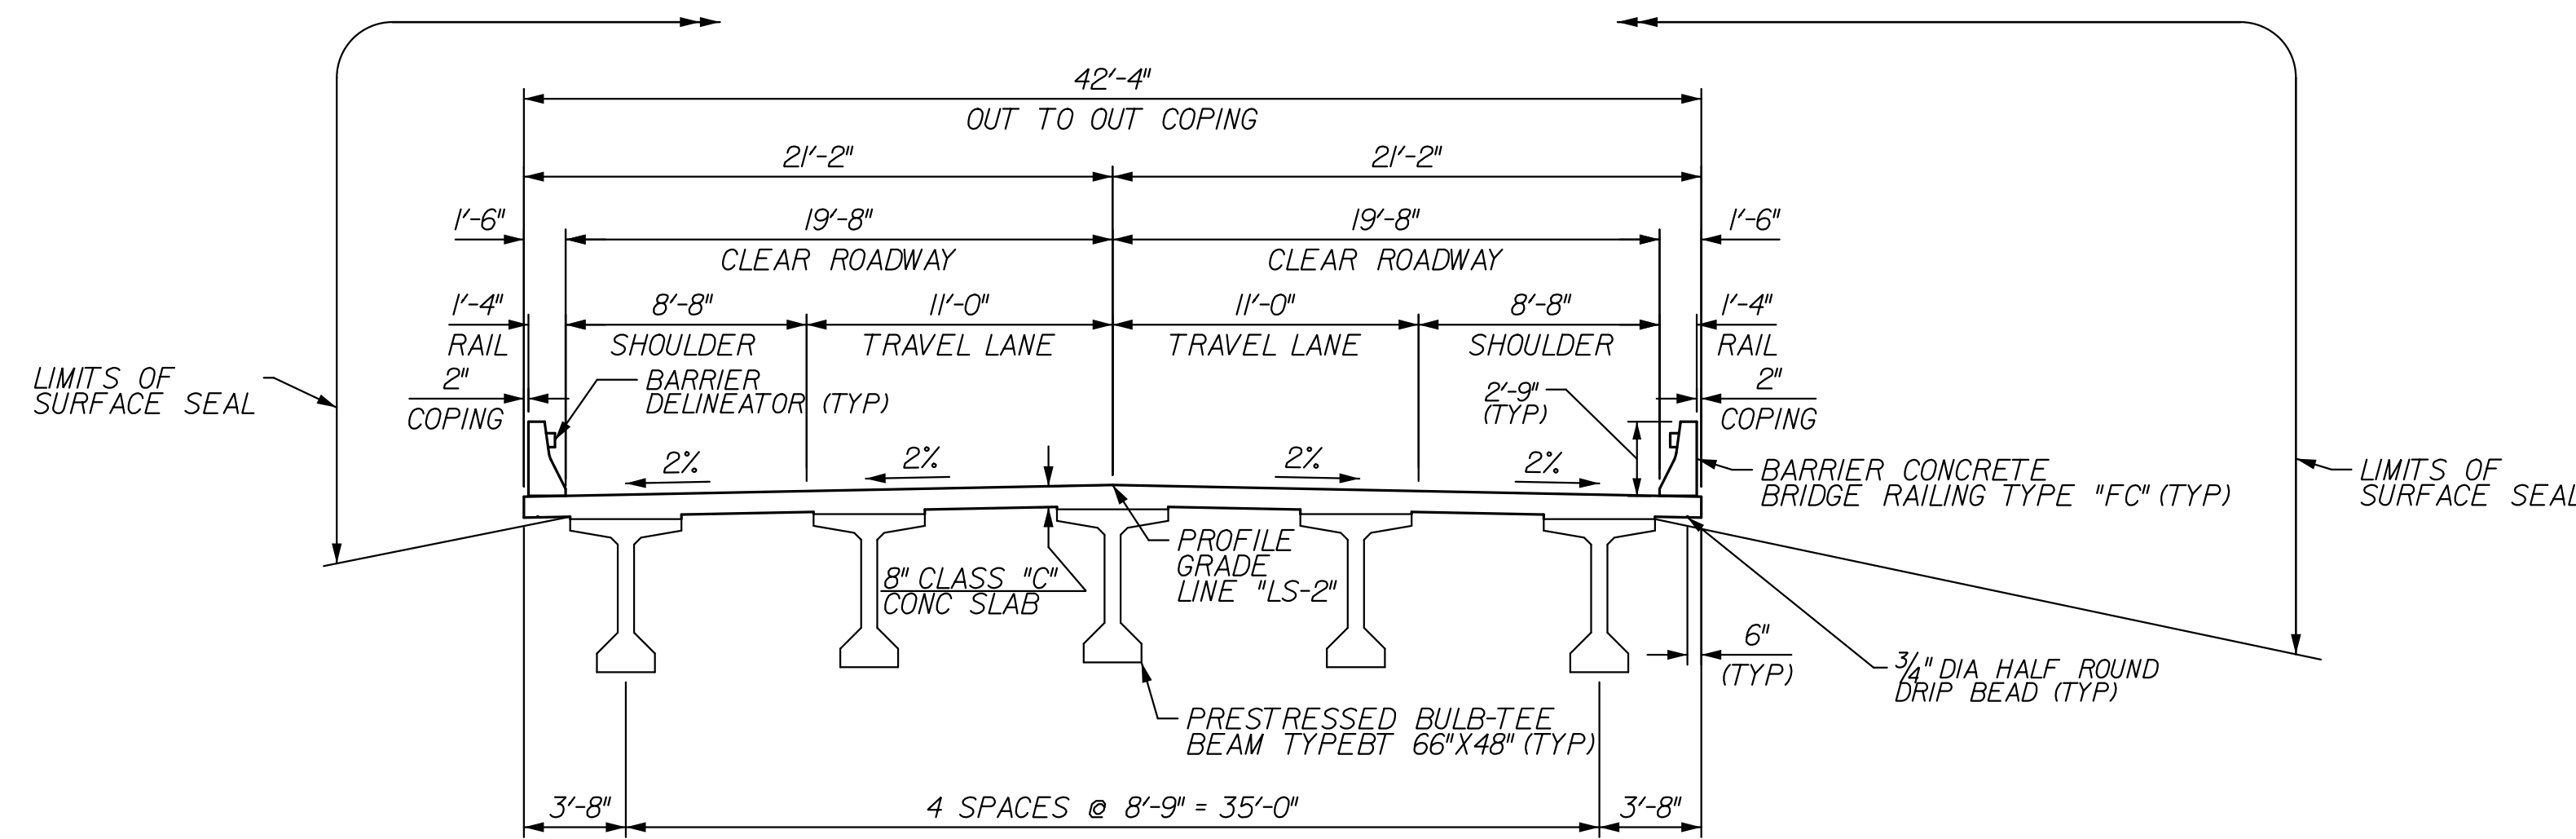 42'-4"
OUT TO OUT COPING
21'-2"
21'-2"
1'-6"
19'-8"
19'-8"
1'-6"
CLEAR ROADWAY
CLEAR ROADWAY
1'-4"
8'-8"
11'-0"
11'-0"
8'-8"
1'-4"
RAIL
SHOULDER
TRAVEL LANE
TRAVEL LANE
SHOULDER
RAIL
LIMITS OF
SURFACE SEAL
2"
COPING
BARRIER
DELINEATOR (TYP)
2'-9"
(TYP)
2"
COPING
2%
2%
2%
2%
BARRIER CONCRETE
BRIDGE RAILING TYPE "FC" (TYP)
LIMITS OF
SURFACE SEAL
8" CLASS "C"
CONC SLAB
PROFILE
GRADE
LINE "LS-2"
6"
(TYP)
3/4" DIA HALF ROUND
DRIP BEAD (TYP)
PRESTRESSED BULB-TEE
BEAM TYPEBT 66"X48" (TYP)
3'-8"
4 SPACES @ 8'-9" = 35'-0"
3'-8"